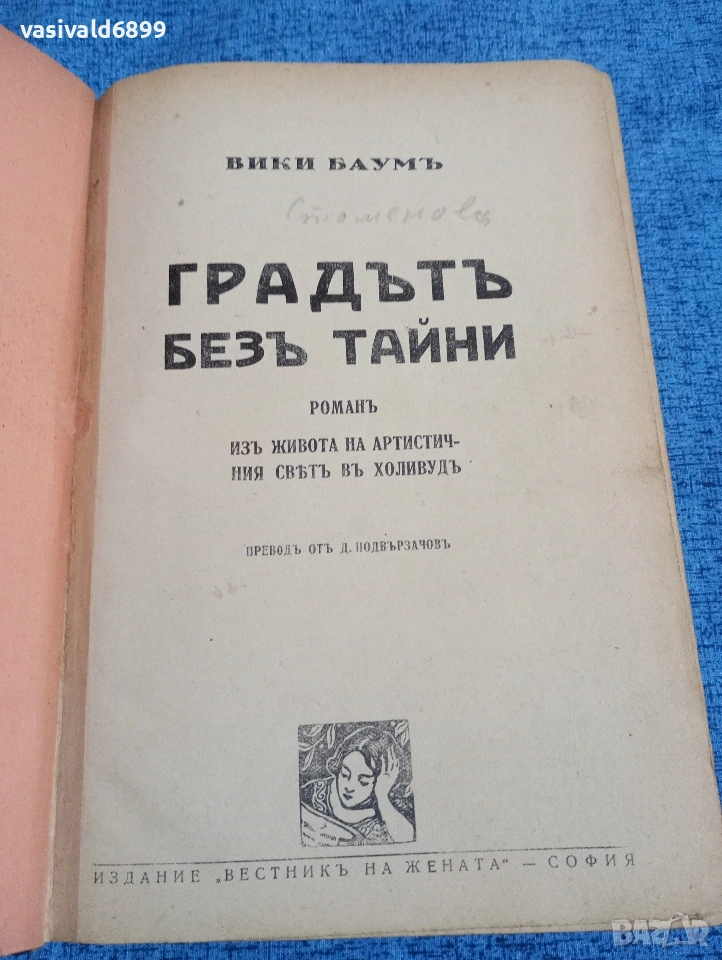 vasivald6899
ВИКИ БАУМЪ
Стоменова
ГРАДЪТЪ
БЕЗЪ ТАЙНИ
РОМАНЪ
ИЗЪ ЖИВОТА НА АРТИСТИЧ-
НИЯ СВѢТЪ ВЪ ХОЛИВУДЪ
ПРЕВОДЪ ОТЪ Д. ПОДВЪРЗАЧОВЪ
ИЗДАНИЕ „ВЕСТНИКЪ НА ЖЕНАТА" — СОФИЯ
BAZAR